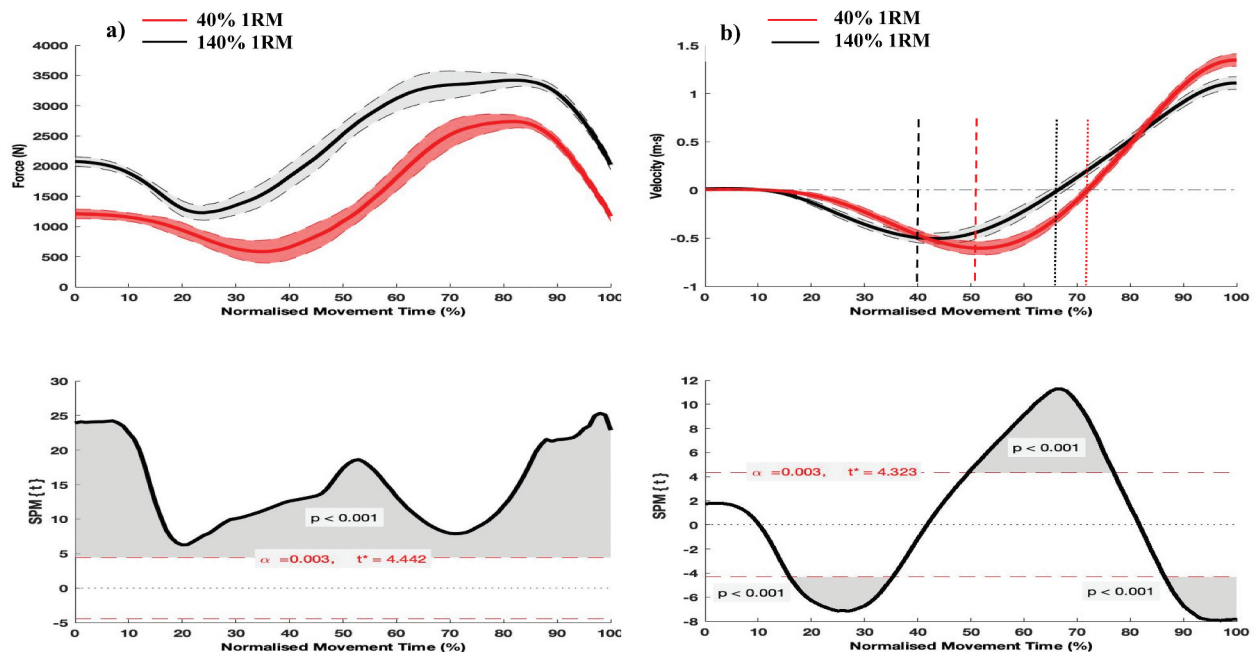 a)
40% 1RM
140% 1RM
4000
3500
3000
2500
2000
1500
1000
500
0
Force (N)
0 10 20 30 40 50 60 70 80 90 100
Normalised Movement Time (%)
b)
40% 1RM
140% 1RM
1.5
1
0.5
0
-0.5
-1
Velocity (m·s)
0 10 20 30 40 50 60 70 80 90 100
Normalised Movement Time (%)
30
25
20
15
10
5
0
-5
SPM{t}
p < 0.001
α =0.003, t* = 4.442
0 10 20 30 40 50 60 70 80 90 100
Normalised Movement Time (%)
12
10
8
6
4
2
0
-2
-4
-6
-8
SPM{t}
p < 0.001
α =0.003, t* = 4.323
p < 0.001
p < 0.001
0 10 20 30 40 50 60 70 80 90 100
Normalised Movement Time (%)